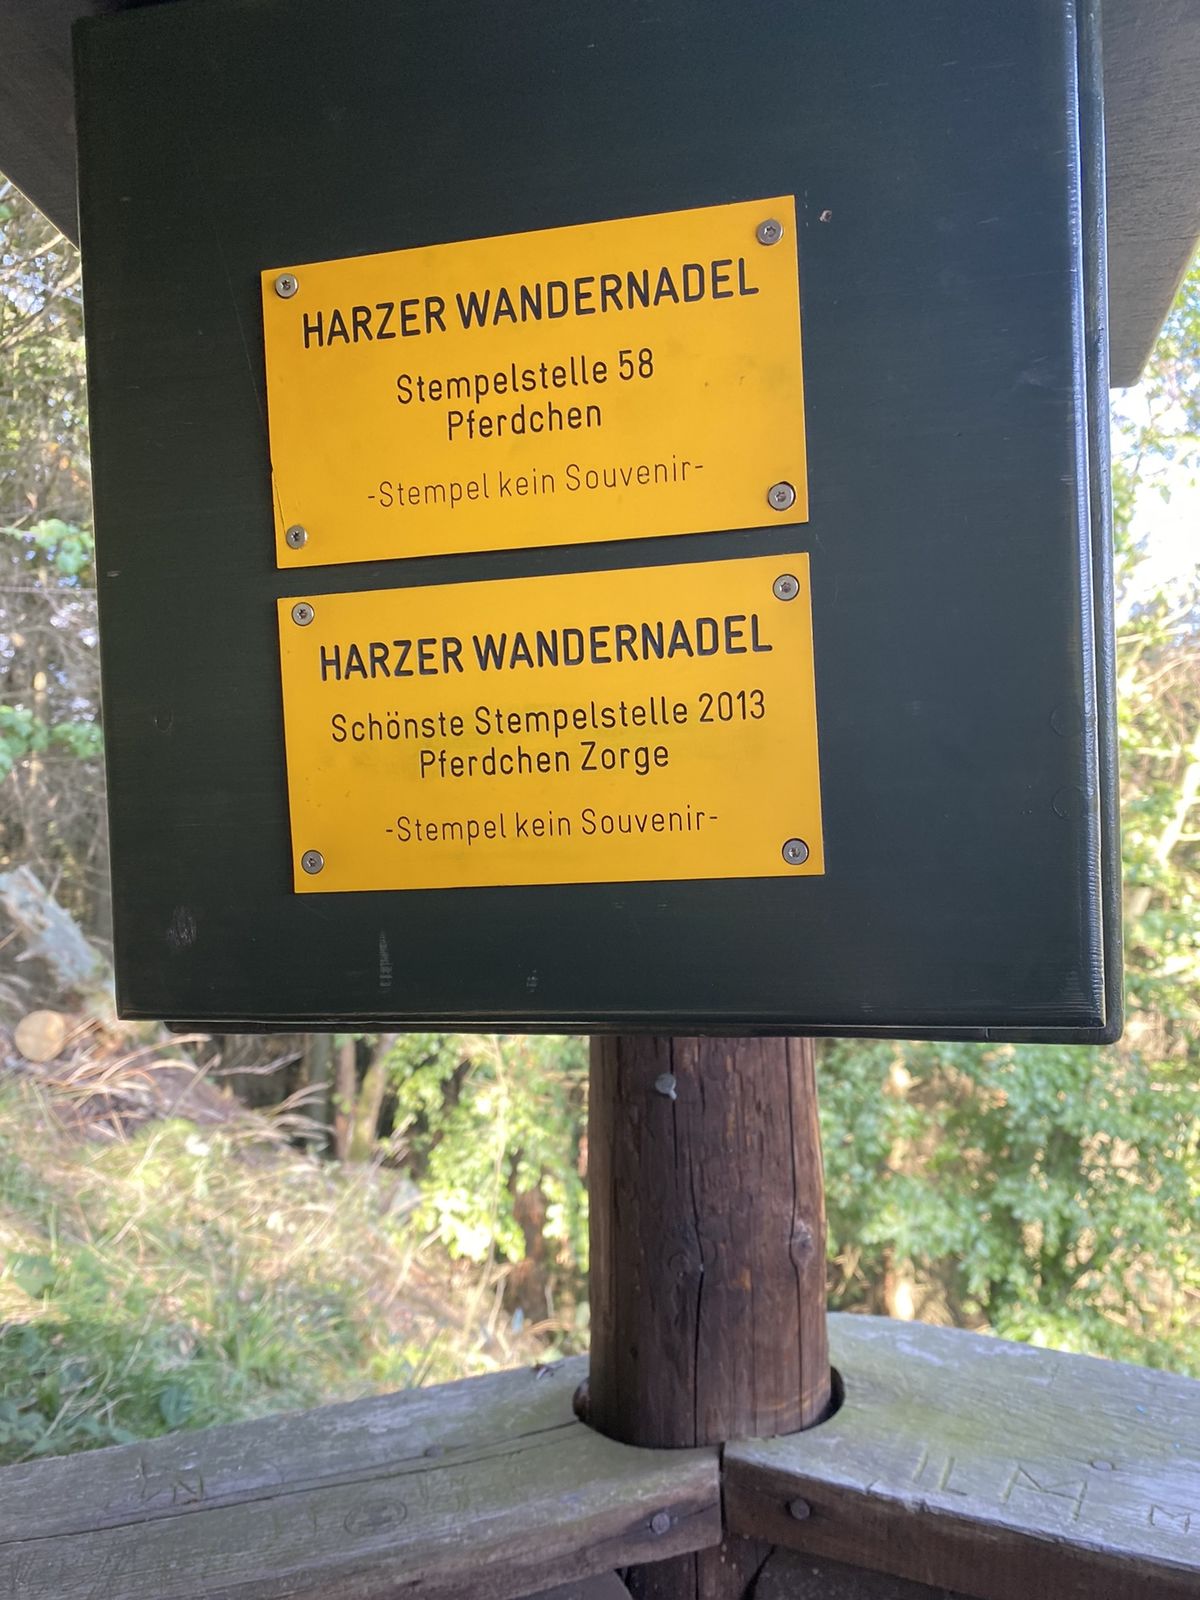 HARZER WANDERNADEL
Stempelstelle 58
Pferdchen
-Stempel kein Souvenir-
HARZER WANDERNADEL
Schönste Stempelstelle 2013
Pferdchen Zorge
-Stempel kein Souvenir-